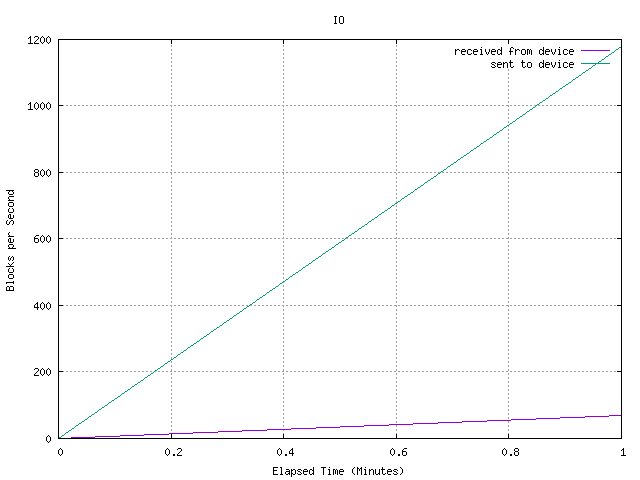 IO
1200
1000
800
600
400
200
0
Blocks per Second
received from device
sent to device
0
0.2
0.4
0.6
0.8
1
Elapsed Time (Minutes)